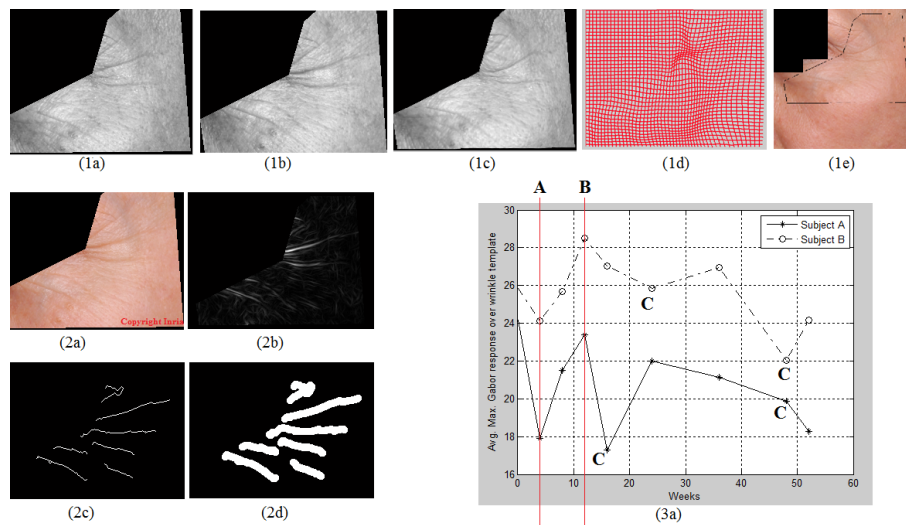 (1a) (1b) (1c) (1d) (1e)
Copyright Inris
(2a) (2b)
(2c) (2d)
A B
30
28
26
24
22
20
18
16
Avg. Max. Gabor response over wrinkle template
Subject A
Subject B
C
C
C
C
0 10 20 30 40 50 60
Weeks
(3a)